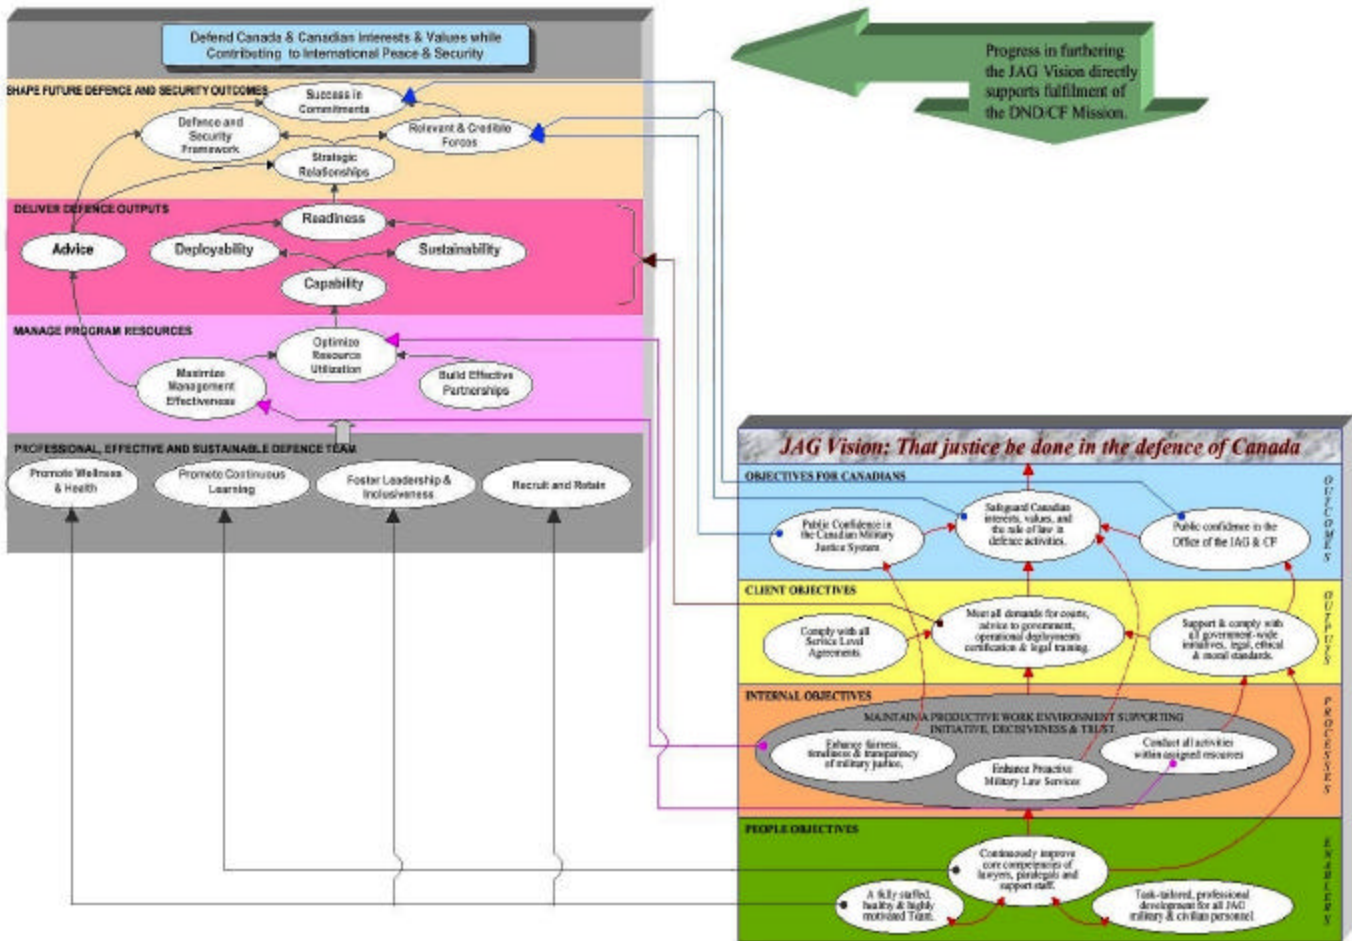 Defend Canada & Canadian Interests & Values while
Contributing to International Peace & Security
SHAPE FUTURE DEFENCE AND SECURITY OUTCOMES
Success in
Commitments
Defence and
Security
Framework
Relevant & Credible
Forces
Strategic
Relationships
DELIVER DEFENCE OUTPUTS
Readiness
Advice
Deployability
Sustainability
Capability
MANAGE PROGRAM RESOURCES
Optimize
Resource
Utilization
Maximize
Management
Effectiveness
Build Effective
Partnerships
PROFESSIONAL, EFFECTIVE AND SUSTAINABLE DEFENCE TEAM
Promote Wellness
& Health
Promote Continuous
Learning
Foster Leadership &
Inclusiveness
Recruit and Retain
Progress in furthering
the JAG Vision directly
supports fulfilment of
the DND/CF Mission.
JAG Vision: That justice be done in the defence of Canada
OBJECTIVES FOR CANADIANS
OUTCOMES
Public Confidence in
the Canadian Military
Justice System
Safeguard Canadian
interests, values, and
the rule of law in
defence activities.
Public confidence in the
Office of the JAG & CF
CLIENT OBJECTIVES
OUTPUTS
Comply with all
Service Level
Agreements.
Meet all demands for courts,
advice to government,
operational deployments
certification & legal training.
Support & comply with
all government-wide
initiatives, legal, ethical
& moral standards.
INTERNAL OBJECTIVES
PROCESSES
MAINTAIN A PRODUCTIVE WORK ENVIRONMENT SUPPORTING
INITIATIVE, DECISIVENESS & TRUST.
Enhance fairness,
timeliness & transparency
of military justice.
Enhance Proactive
Military Law Services
Conduct all activities
within assigned resources
PEOPLE OBJECTIVES
ENABLERS
Continuously improve
core competencies of
lawyers, paralegals and
support staff.
A fully staffed,
healthy & highly
motivated Team.
Task-tailored, professional
development for all JAG
military & civilian personnel